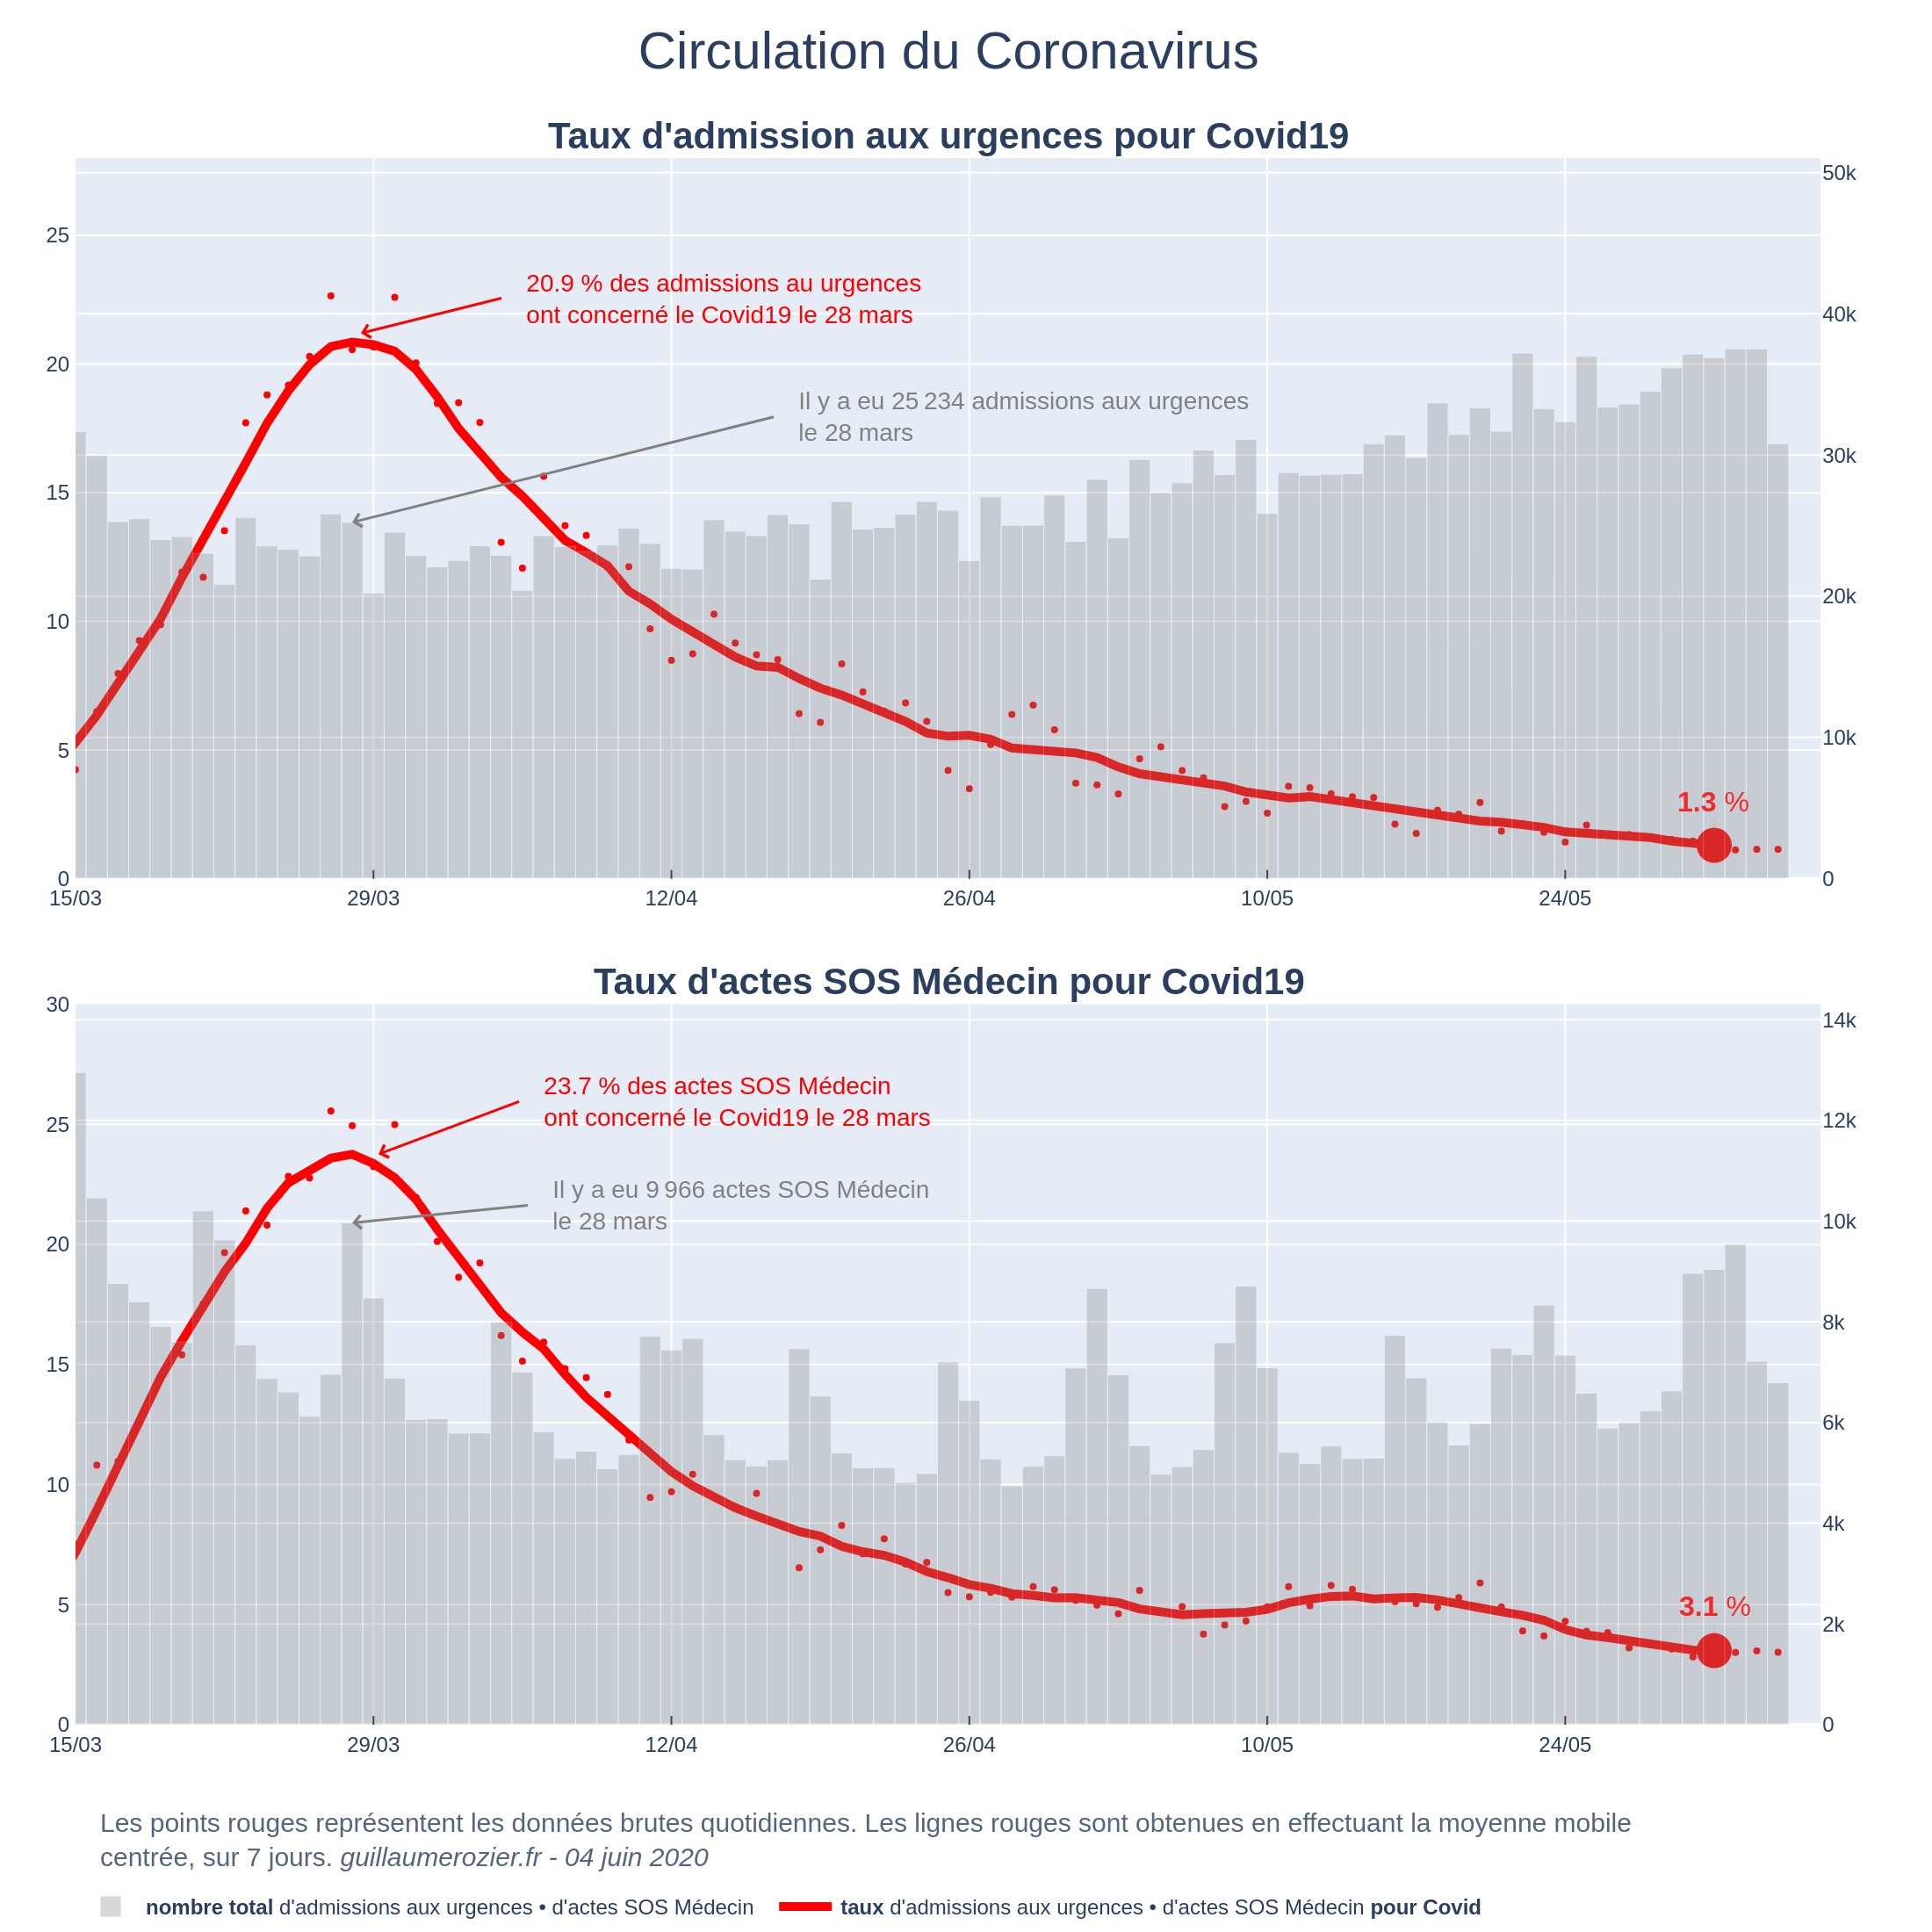 Circulation du Coronavirus
Taux d'admission aux urgences pour Covid19
50k
25
20.9 % des admissions au urgences
ont concerné le Covid19 le 28 mars
40k
20
Il y a eu 25 234 admissions aux urgences
le 28 mars
30k
15
20k
10
10k
5
1.3 %
0
0
15/03
29/03
12/04
26/04
10/05
24/05
Taux d'actes SOS Médecin pour Covid19
30
14k
23.7 % des actes SOS Médecin
ont concerné le Covid19 le 28 mars
25
12k
Il y a eu 9 966 actes SOS Médecin
le 28 mars
10k
20
8k
15
6k
10
4k
5
3.1 %
2k
0
0
15/03
29/03
12/04
26/04
10/05
24/05
Les points rouges représentent les données brutes quotidiennes. Les lignes rouges sont obtenues en effectuant la moyenne mobile
centrée, sur 7 jours. guillaumerozier.fr - 04 juin 2020
nombre total d'admissions aux urgences • d'actes SOS Médecin
taux d'admissions aux urgences • d'actes SOS Médecin pour Covid